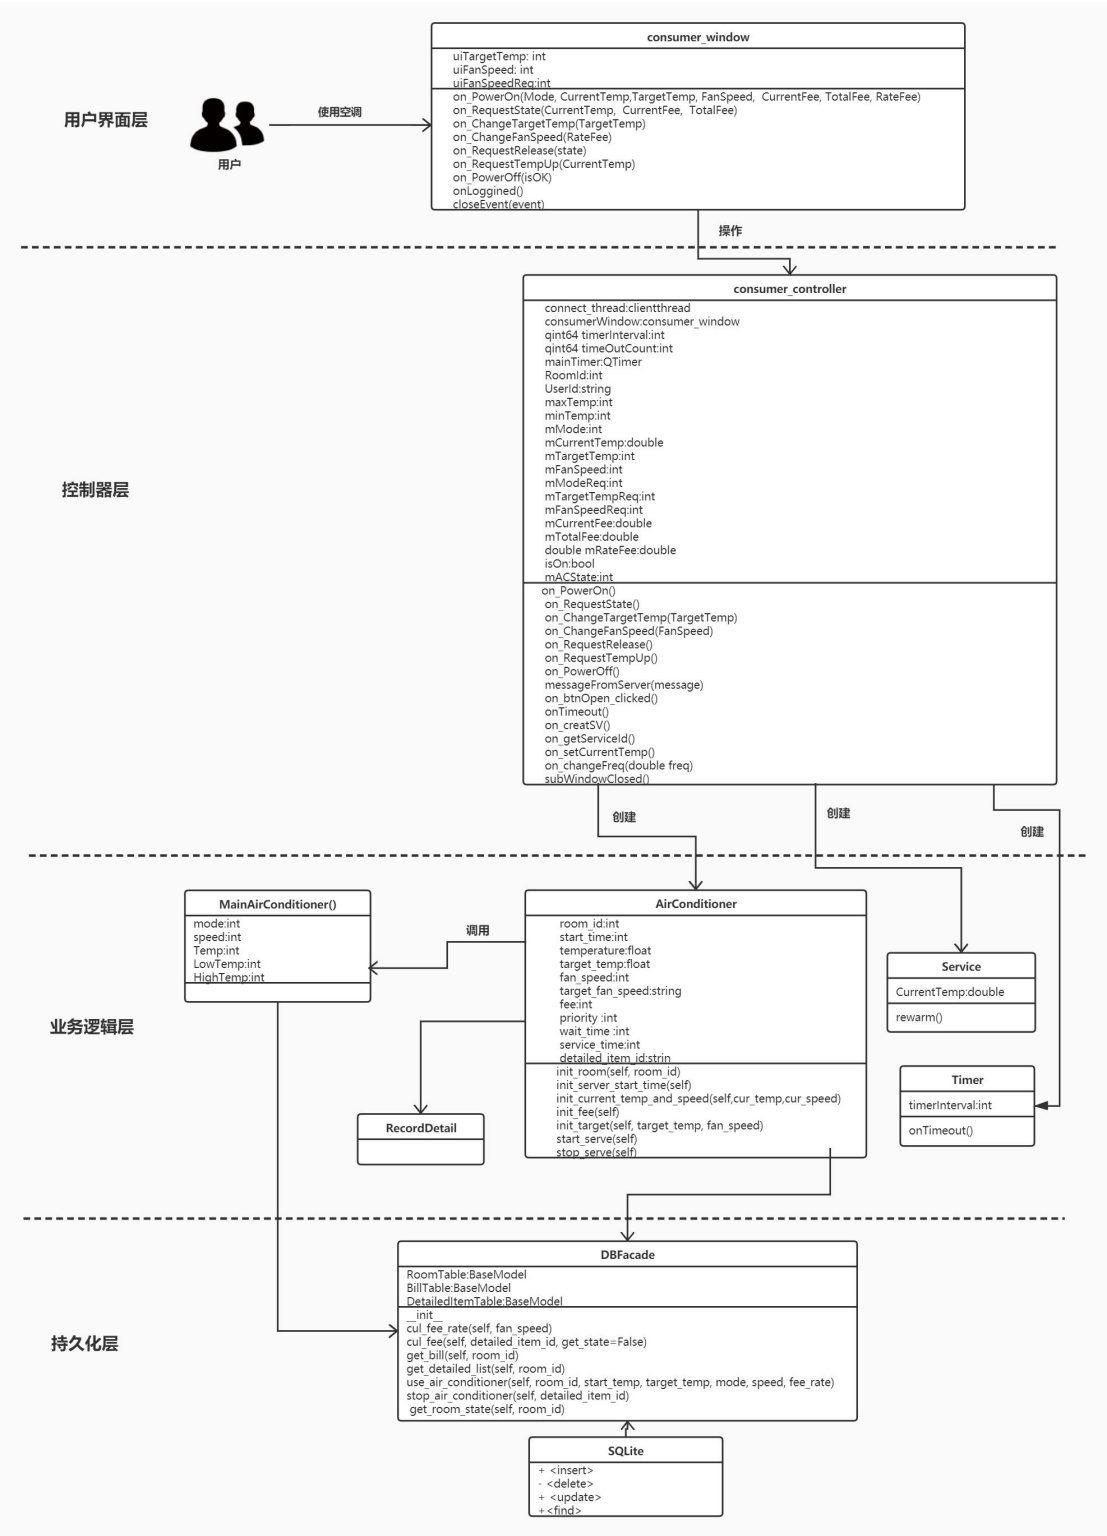 consumer_window
uiTargetTemp: int
uiFanSpeed: int
uiFanSpeedReq:int
on_PowerOn(Mode, CurrentTemp,TargetTemp, FanSpeed, CurrentFee, TotalFee, RateFee)
on_RequestState(CurrentTemp, CurrentFee, TotalFee)
on_ChangeTargetTemp(TargetTemp)
on_ChangeFanSpeed(RateFee)
on_RequestRelease(state)
on_RequestTempUp(CurrentTemp)
on_PowerOff(isOK)
onLoggined()
closeEvent(event)
用户界面层
使用空调
用户
操作
consumer_controller
connect_thread:clientthread
consumerWindow:consumer_window
qint64 timerInterval:int
qint64 timeOutCount:int
mainTimer:QTimer
RoomId:int
UserId:string
maxTemp:int
minTemp:int
mMode:int
mCurrentTemp:double
mTargetTemp:int
mFanSpeed:int
mModeReq:int
mTargetTempReq:int
mFanSpeedReq:int
mCurrentFee:double
mTotalFee:double
double mRateFee:double
isOn:bool
mACState:int
on_PowerOn()
on_RequestState()
on_ChangeTargetTemp(TargetTemp)
on_ChangeFanSpeed(FanSpeed)
on_RequestRelease()
on_RequestTempUp()
on_PowerOff()
messageFromServer(message)
on_btnOpen_clicked()
onTimeout()
on_creatSV()
on_getServiceId()
on_setCurrentTemp()
on_changeFreq(double freq)
subWindowClosed()
控制器层
创建
创建
创建
MainAirConditioner()
mode:int
speed:int
Temp:int
LowTemp:int
HighTemp:int
调用
AirConditioner
room_id:int
start_time:int
temperature:float
target_temp:float
fan_speed:int
target_fan_speed:string
fee:int
priority :int
wait_time :int
service_time:int
detailed_item_id:strin
init_room(self, room_id)
init_server_start_time(self)
init_current_temp_and_speed(self,cur_temp,cur_speed)
init_fee(self)
init_target(self, target_temp, fan_speed)
start_serve(self)
stop_serve(self)
Service
CurrentTemp:double
rewarm()
业务逻辑层
Timer
timerInterval:int
onTimeout()
RecordDetail
DBFacade
RoomTable:BaseModel
BillTable:BaseModel
DetailedItemTable:BaseModel
__init__
cul_fee_rate(self, fan_speed)
cul_fee(self, detailed_item_id, get_state=False)
get_bill(self, room_id)
get_detailed_list(self, room_id)
use_air_conditioner(self, room_id, start_temp, target_temp, mode, speed, fee_rate)
stop_air_conditioner(self, detailed_item_id)
get_room_state(self, room_id)
持久化层
SQLite
+ <insert>
- <delete>
+ <update>
+<find>